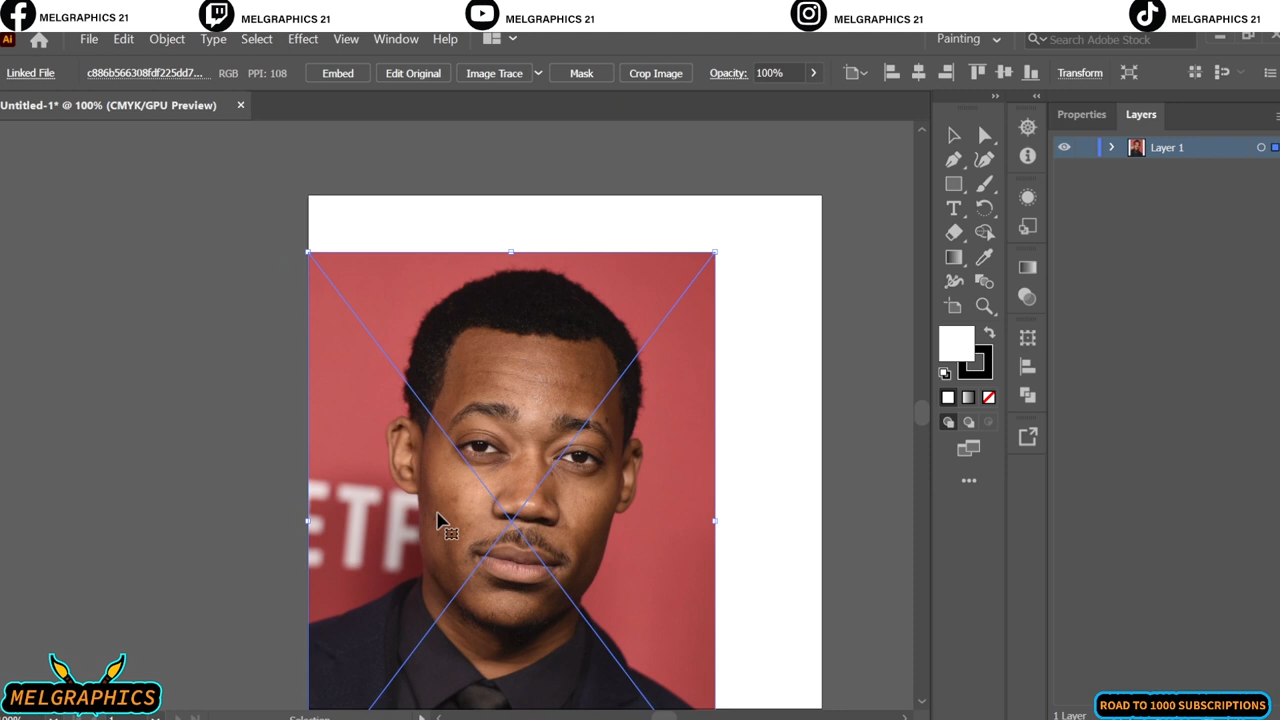 MELGRAPHICS 21
MELGRAPHICS 21
MELGRAPHICS 21
MELGRAPHICS 21
MELGRAPHICS 21
Ai
File Edit Object Type Select Effect View Window Help
Painting
Search Adobe Stock
Linked File
c886b566308fdf225dd7...
RGB PPI: 108
Embed
Edit Original
Image Trace
Mask
Crop Image
Opacity: 100%
Transform
Untitled-1* @ 100% (CMYK/GPU Preview)
Properties
Layers
Layer 1
ETF
MELGRAPHICS
ROAD TO 1000 SUBSCRIPTIONS
1 Layer